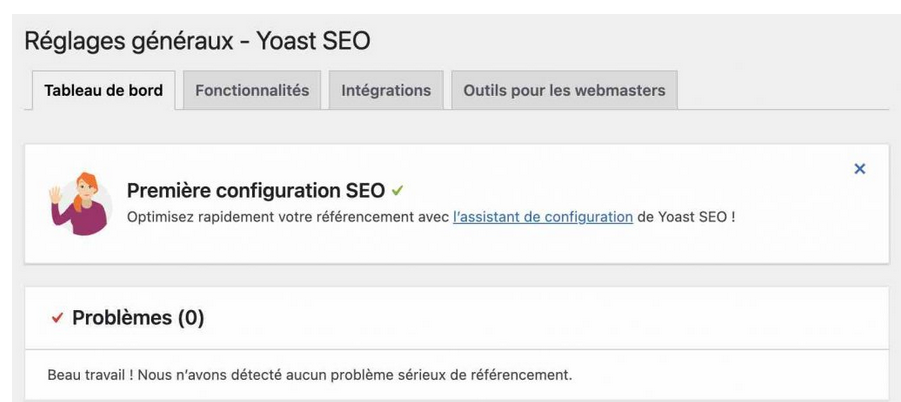 Réglages généraux - Yoast SEO
Tableau de bord
Fonctionnalités
Intégrations
Outils pour les webmasters
Première configuration SEO
Optimisez rapidement votre référencement avec l'assistant de configuration de Yoast SEO !
Problèmes (0)
Beau travail ! Nous n'avons détecté aucun problème sérieux de référencement.